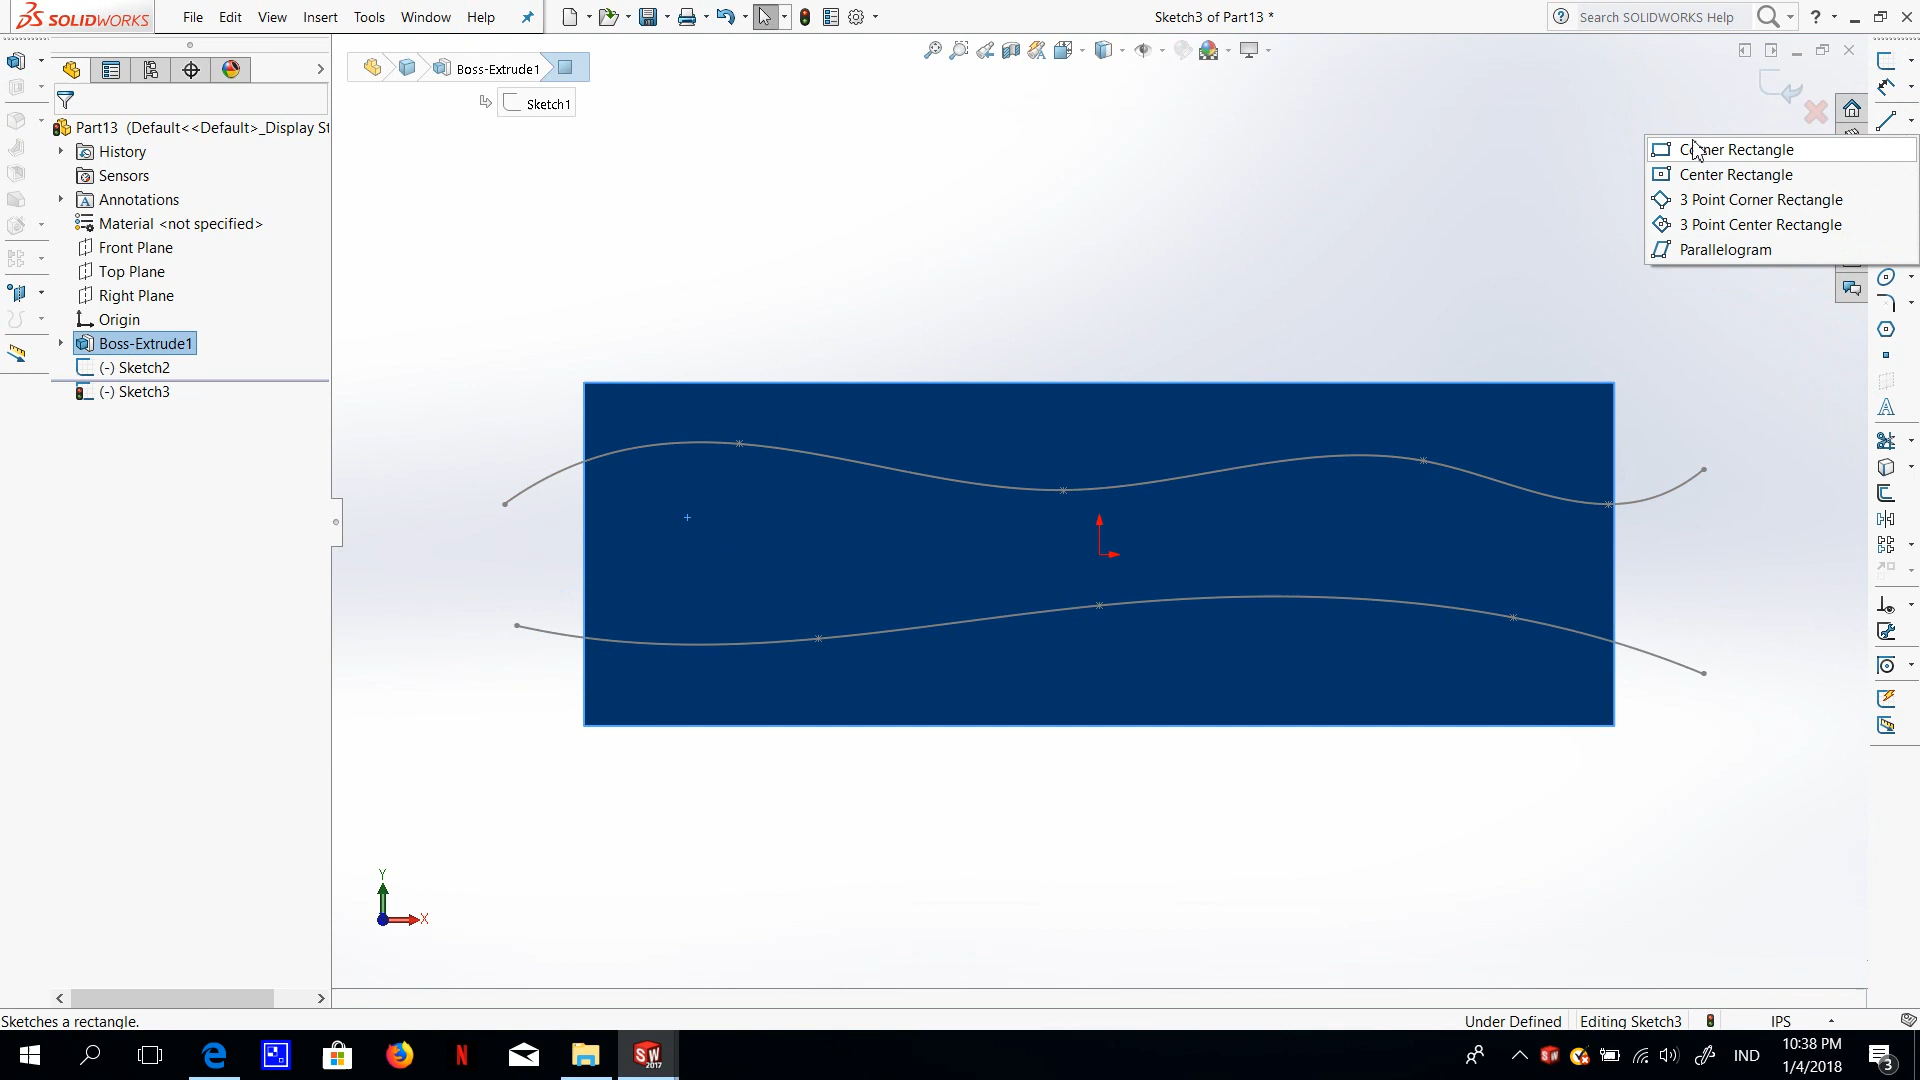 SOLIDWORKS
File Edit View Insert Tools Window Help
Sketch3 of Part13 *
Search SOLIDWORKS Help
Boss-Extrude1
Sketch1
Part13 (Default<<Default>_Display St
History
Sensors
Annotations
Material <not specified>
Front Plane
Top Plane
Right Plane
Origin
Boss-Extrude1
(-) Sketch2
(-) Sketch3
Corner Rectangle
Center Rectangle
3 Point Corner Rectangle
3 Point Center Rectangle
Parallelogram
Y
X
Sketches a rectangle.
Under Defined
Editing Sketch3
IPS
SW
2017
IND
10:38 PM
1/4/2018
3